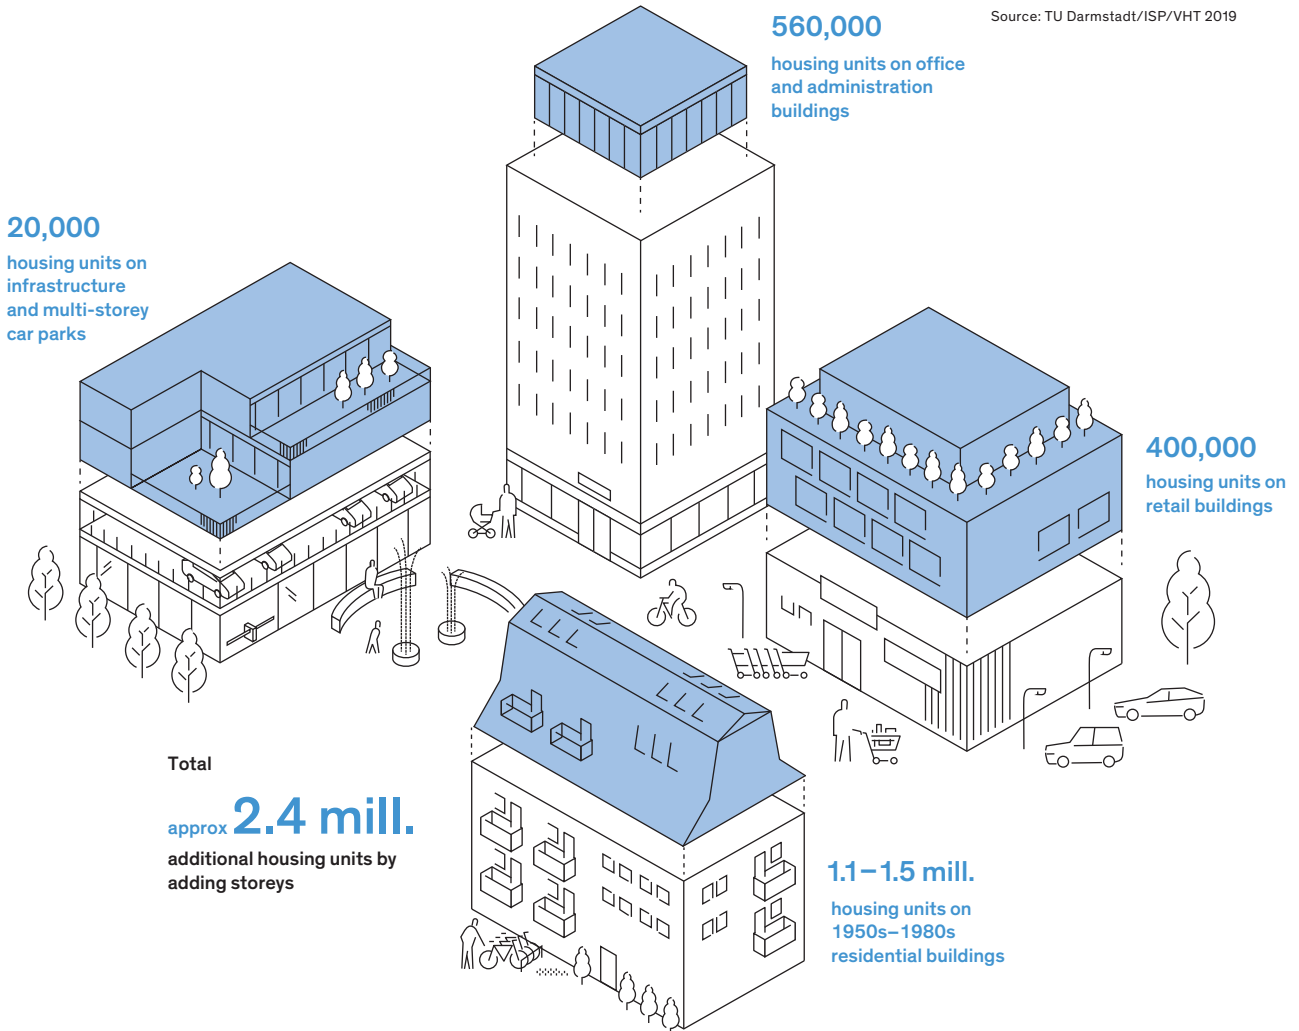 Source: TU Darmstadt/ISP/VHT 2019
560,000
housing units on office
and administration
buildings
20,000
housing units on
infrastructure
and multi-storey
car parks
400,000
housing units on
retail buildings
Total
approx 2.4 mill.
additional housing units by
adding storeys
1.1–1.5 mill.
housing units on
1950s–1980s
residential buildings